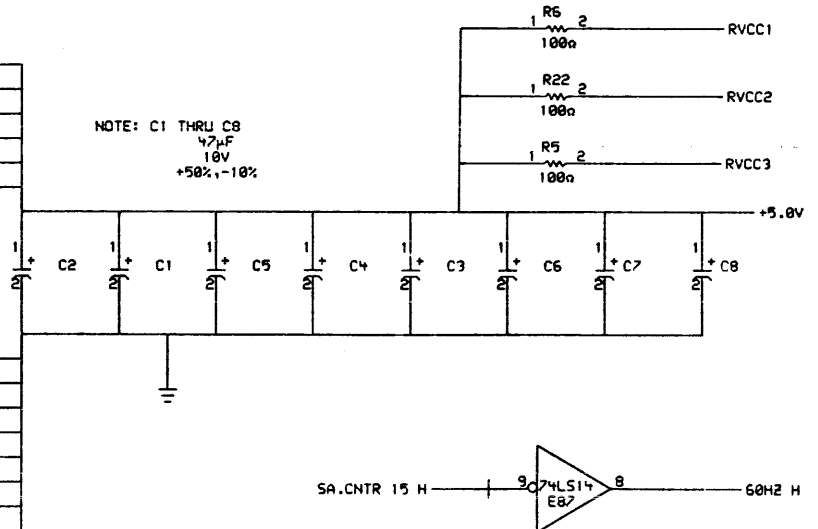 R6
1 2
100Ω
RVCC1
R22
1 2
100Ω
RVCC2
R5
1 2
100Ω
RVCC3
NOTE: C1 THRU C8
47µF
10V
+50%,-10%
+5.0V
1 + 2 C2
1 + 2 C1
1 + 2 C5
1 + 2 C4
1 + 2 C3
1 + 2 C6
1 + 2 C7
1 + 2 C8
SA.CNTR 15 H
9 74LS14 8
E87
60HZ H